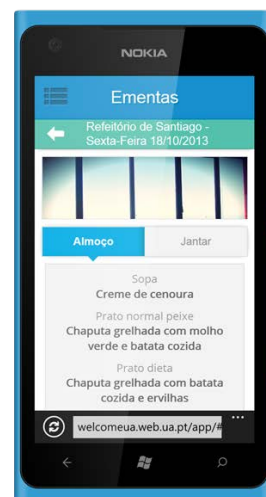 NOKIA
Ementas
Refeitório de Santiago -
Sexta-Feira 18/10/2013
Almoço
Jantar
Sopa
Creme de cenoura
Prato normal peixe
Chaputa grelhada com molho
verde e batata cozida
Prato dieta
Chaputa grelhada com batata
cozida e ervilhas
welcomeua.web.ua.pt/app/#